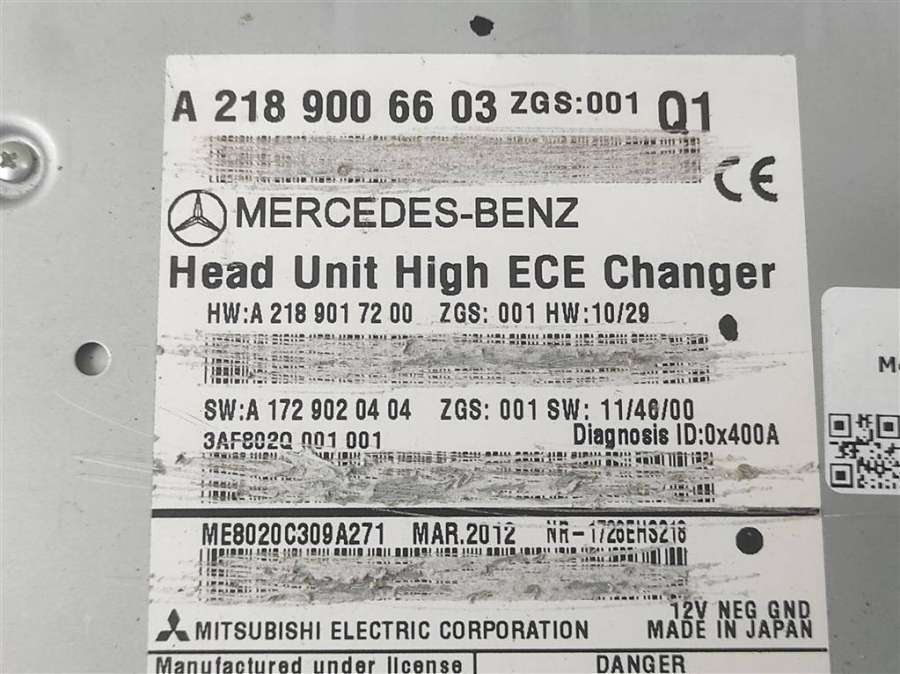 A 218 900 66 03 ZGS:001 Q1
CE
MERCEDES-BENZ
Head Unit High ECE Changer
HW:A 218 901 72 00 ZGS: 001 HW:10/29
SW:A 172 902 04 04 ZGS: 001 SW: 11/46/00
3AF802Q 001 001 Diagnosis ID:0x400A
ME8020C309A271 MAR.2012 NR-1726EHS216
12V NEG GND
MITSUBISHI ELECTRIC CORPORATION MADE IN JAPAN
Manufactured under license DANGER